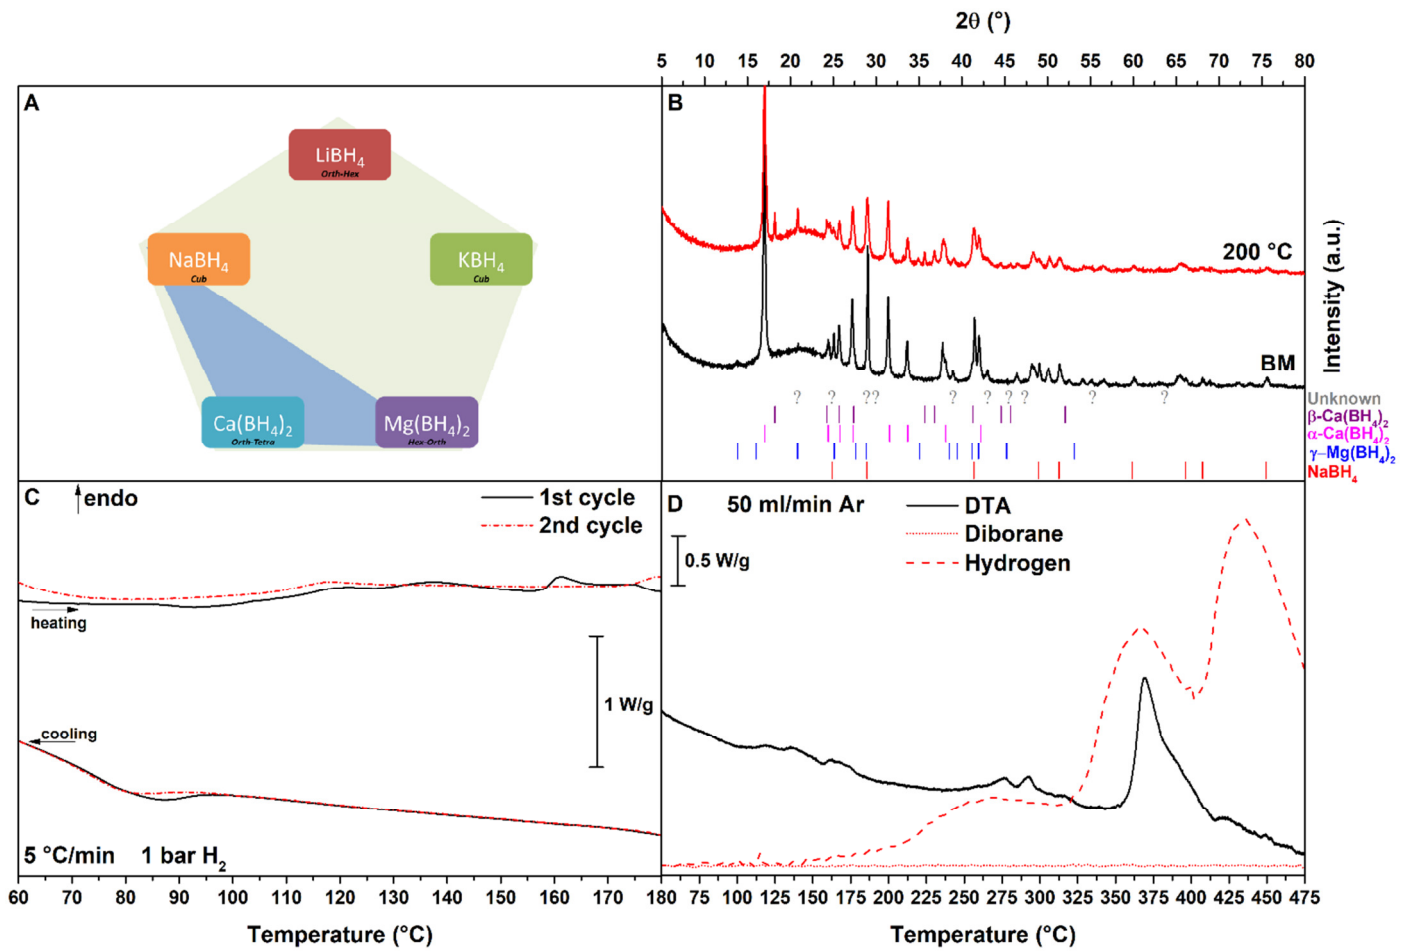 2θ (°)
5 10 15 20 25 30 35 40 45 50 55 60 65 70 75 80
A
LiBH4
Orth-Hex
NaBH4
Cub
KBH4
Cub
Ca(BH4)2
Orth-Tetra
Mg(BH4)2
Hex-Orth
B
200 °C
BM
Intensity (a.u.)
? ? ?? ? ? ? ? ? ?
Unknown
β-Ca(BH4)2
α-Ca(BH4)2
γ–Mg(BH4)2
NaBH4
C
endo
1st cycle
2nd cycle
heating
1 W/g
cooling
5 °C/min 1 bar H2
60 70 80 90 100 110 120 130 140 150 160 170 180
Temperature (°C)
D
50 ml/min Ar
DTA
Diborane
Hydrogen
0.5 W/g
75 100 125 150 175 200 225 250 275 300 325 350 375 400 425 450 475
Temperature (°C)